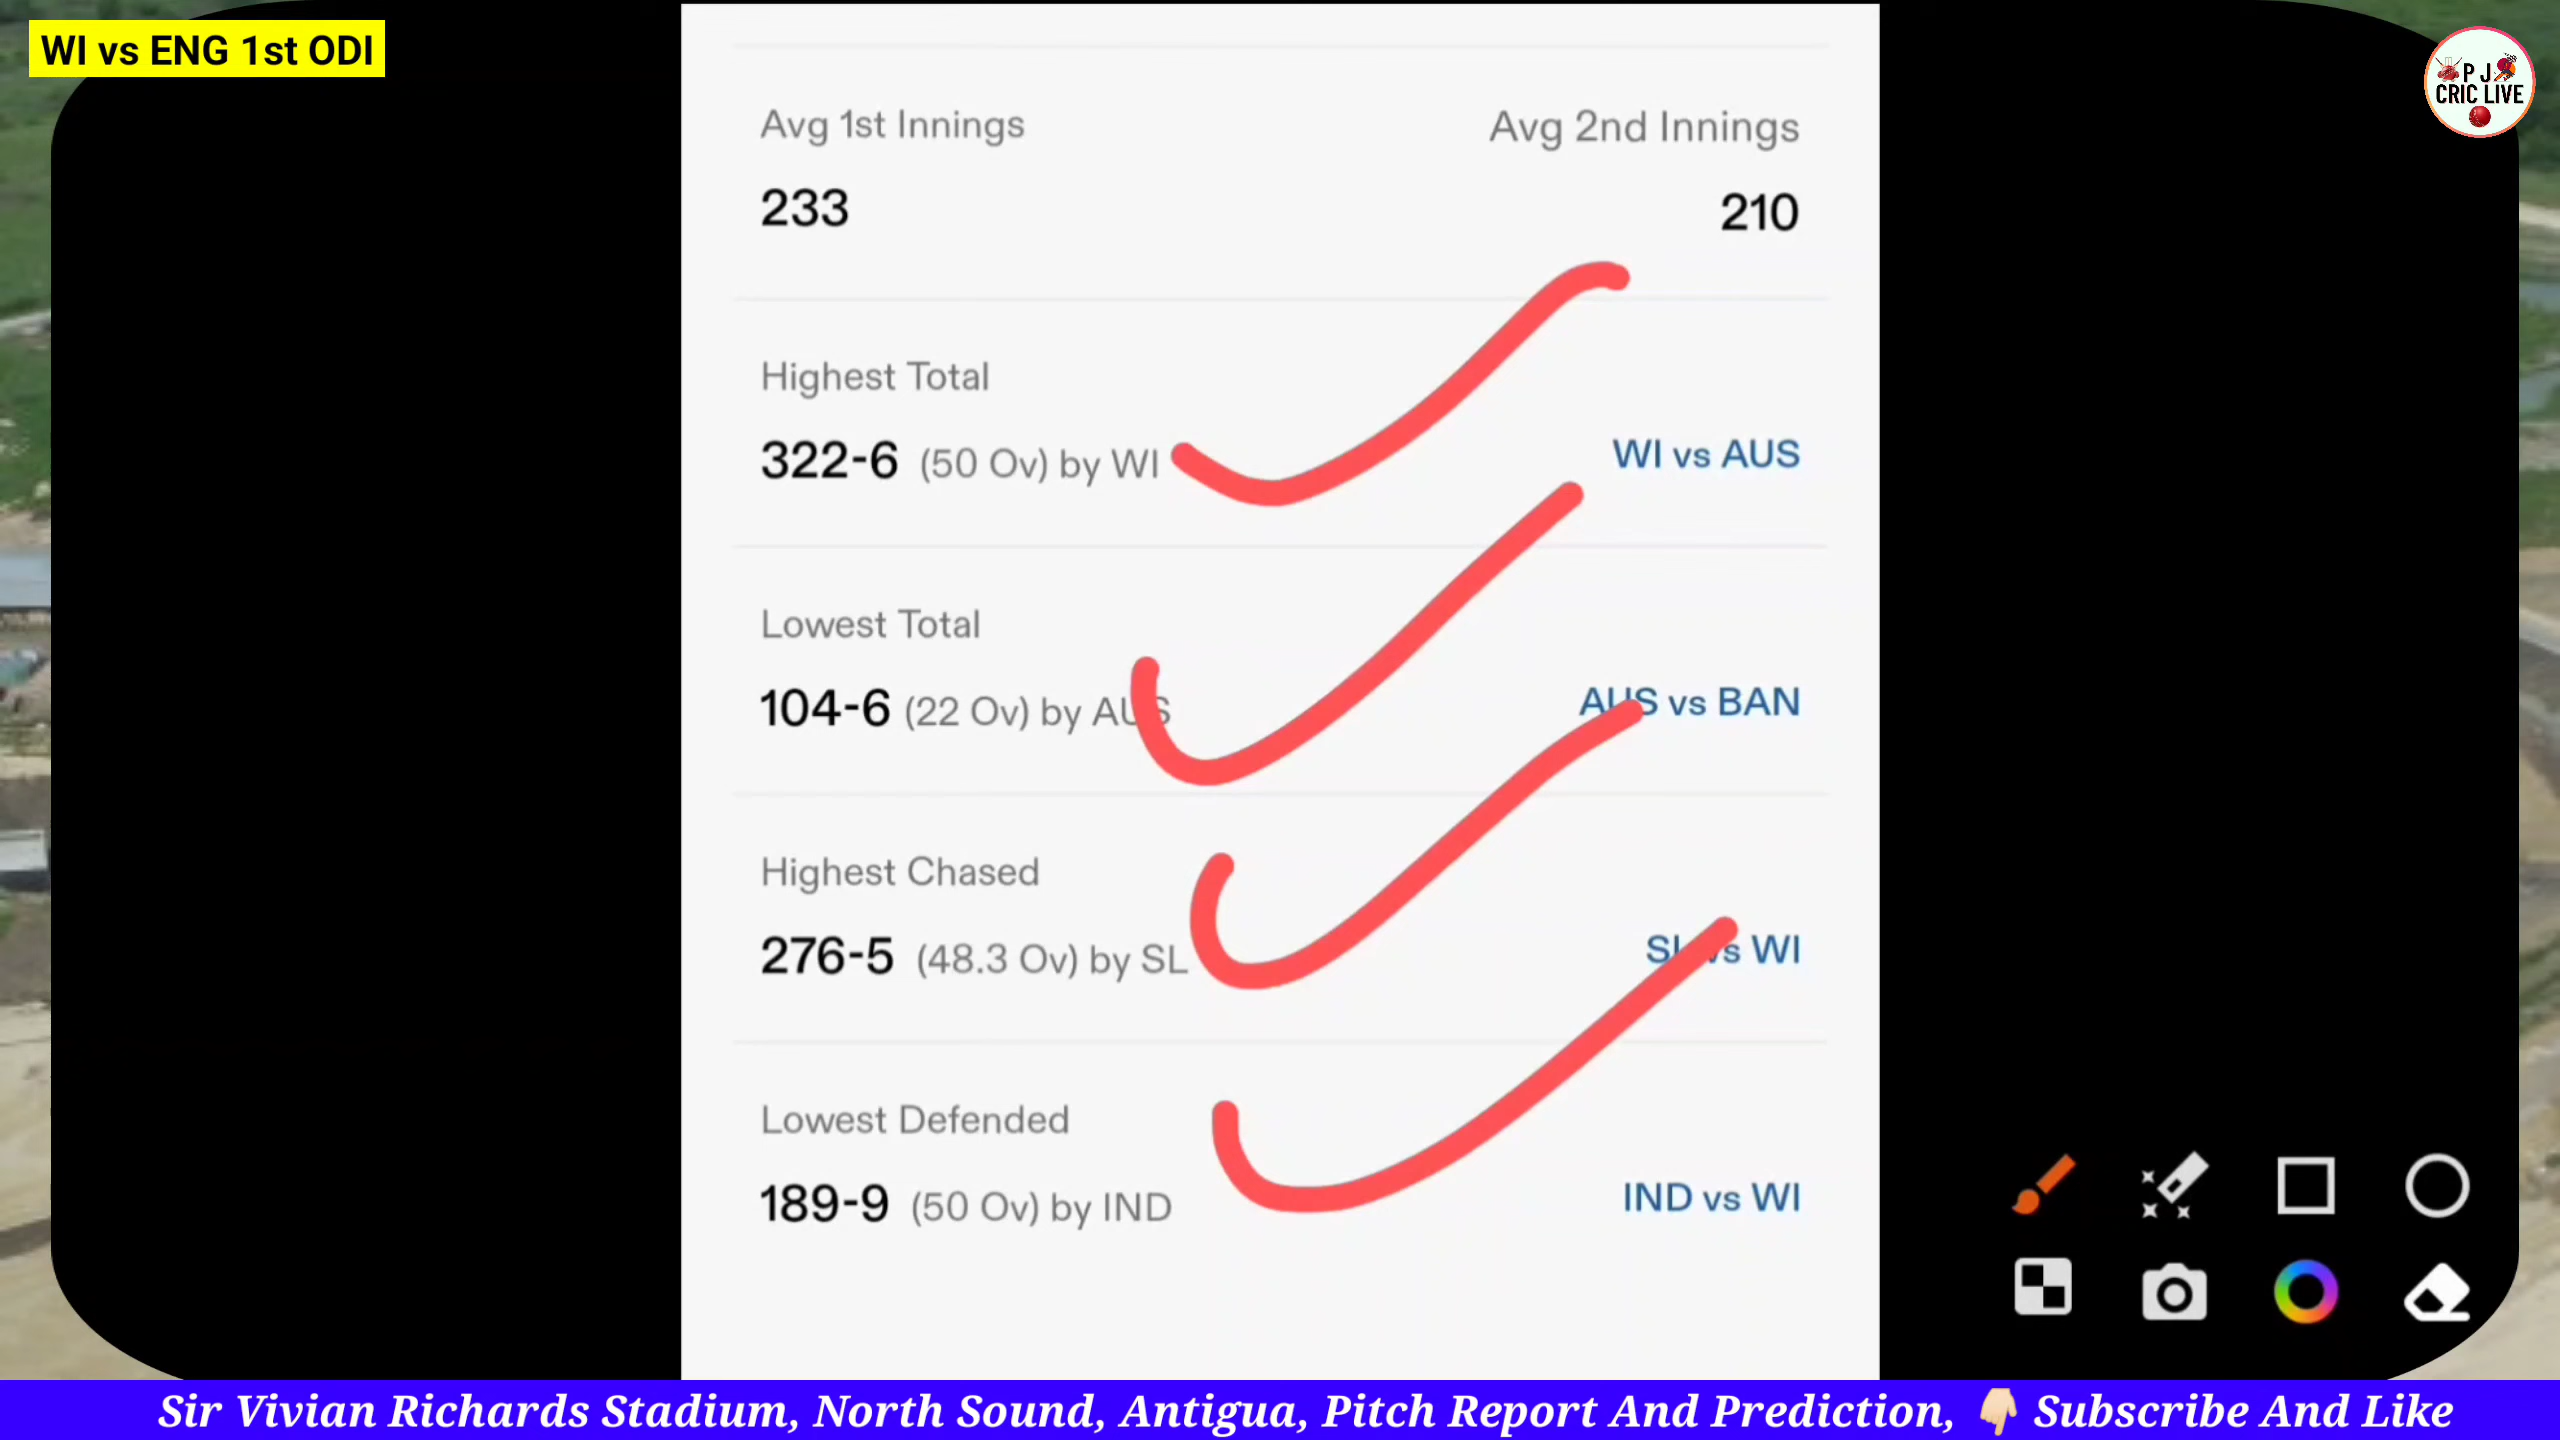 WI vs ENG 1st ODI
P J
CRIC LIVE
Avg 1st Innings
Avg 2nd Innings
233
210
Highest Total
322-6 (50 Ov) by WI
WI vs AUS
Lowest Total
104-6 (22 Ov) by AUS
AUS vs BAN
Highest Chased
276-5 (48.3 Ov) by SL
SL vs WI
Lowest Defended
189-9 (50 Ov) by IND
IND vs WI
Sir Vivian Richards Stadium, North Sound, Antigua, Pitch Report And Prediction, 👇🏻 Subscribe And Like